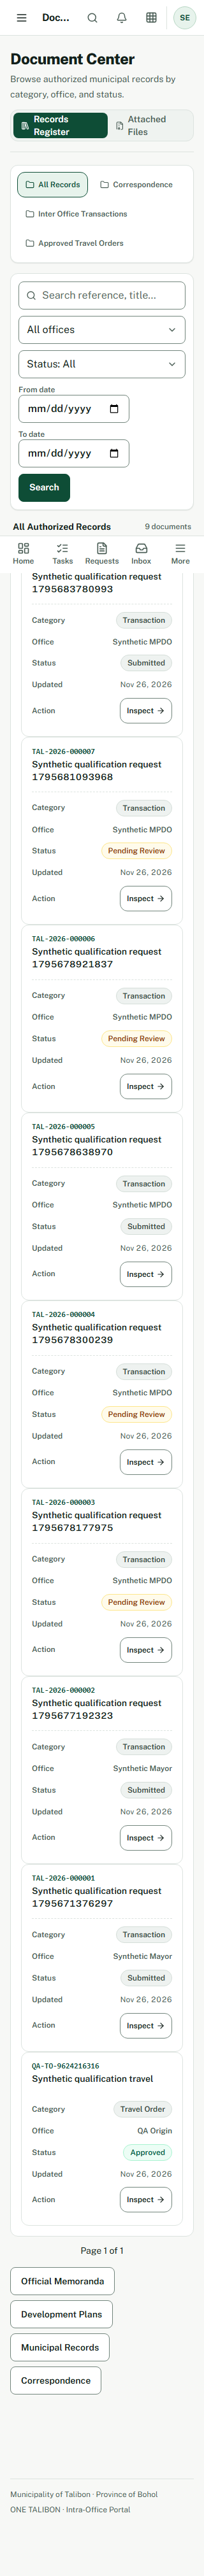 Doc...
SE
Document Center
Browse authorized municipal records by
category, office, and status.
Records
Register
Attached
Files
All Records
Correspondence
Inter Office Transactions
Approved Travel Orders
Search reference, title...
All offices
Status: All
From date
mm/dd/yyyy
To date
mm/dd/yyyy
Search
All Authorized Records
9 documents
Home
Tasks
Requests
Inbox
More
Synthetic qualification request
1795683780993
Category
Transaction
Office
Synthetic MPDO
Status
Submitted
Updated
Nov 26, 2026
Action
Inspect →
TAL-2026-000007
Synthetic qualification request
1795681093968
Category
Transaction
Office
Synthetic MPDO
Status
Pending Review
Updated
Nov 26, 2026
Action
Inspect →
TAL-2026-000006
Synthetic qualification request
1795678921837
Category
Transaction
Office
Synthetic MPDO
Status
Pending Review
Updated
Nov 26, 2026
Action
Inspect →
TAL-2026-000005
Synthetic qualification request
1795678638970
Category
Transaction
Office
Synthetic MPDO
Status
Submitted
Updated
Nov 26, 2026
Action
Inspect →
TAL-2026-000004
Synthetic qualification request
1795678300239
Category
Transaction
Office
Synthetic MPDO
Status
Pending Review
Updated
Nov 26, 2026
Action
Inspect →
TAL-2026-000003
Synthetic qualification request
1795678177975
Category
Transaction
Office
Synthetic MPDO
Status
Pending Review
Updated
Nov 26, 2026
Action
Inspect →
TAL-2026-000002
Synthetic qualification request
1795677192323
Category
Transaction
Office
Synthetic Mayor
Status
Submitted
Updated
Nov 26, 2026
Action
Inspect →
TAL-2026-000001
Synthetic qualification request
1795671376297
Category
Transaction
Office
Synthetic Mayor
Status
Submitted
Updated
Nov 26, 2026
Action
Inspect →
QA-TO-9624216316
Synthetic qualification travel
Category
Travel Order
Office
QA Origin
Status
Approved
Updated
Nov 26, 2026
Action
Inspect →
Page 1 of 1
Official Memoranda
Development Plans
Municipal Records
Correspondence
Municipality of Talibon · Province of Bohol
ONE TALIBON · Intra-Office Portal